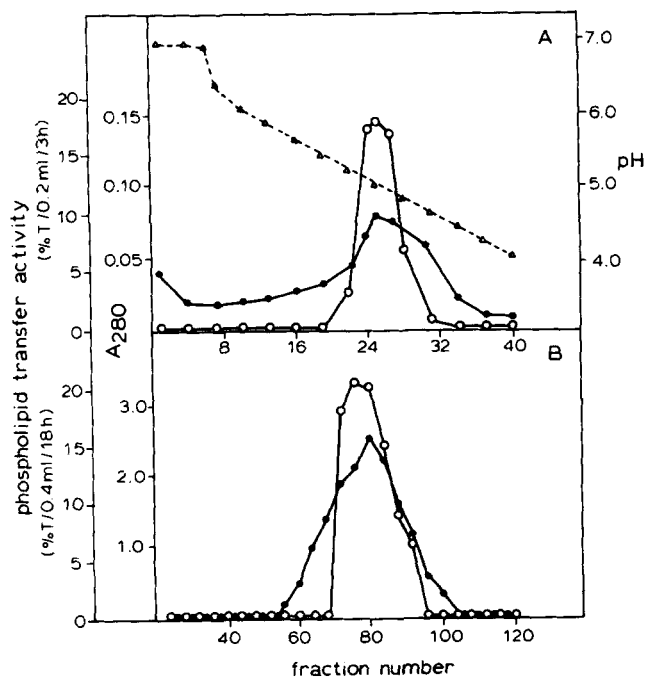 A
B
phospholipid transfer activity
(%T/0.2ml/3h)
(%T/0.4ml/18h)
20
15
10
5
0
20
15
10
5
0
A280
0.15
0.10
0.05
3.0
2.0
1.0
7.0
6.0
5.0
4.0
pH
8 16 24 32 40
40 60 80 100 120
fraction number